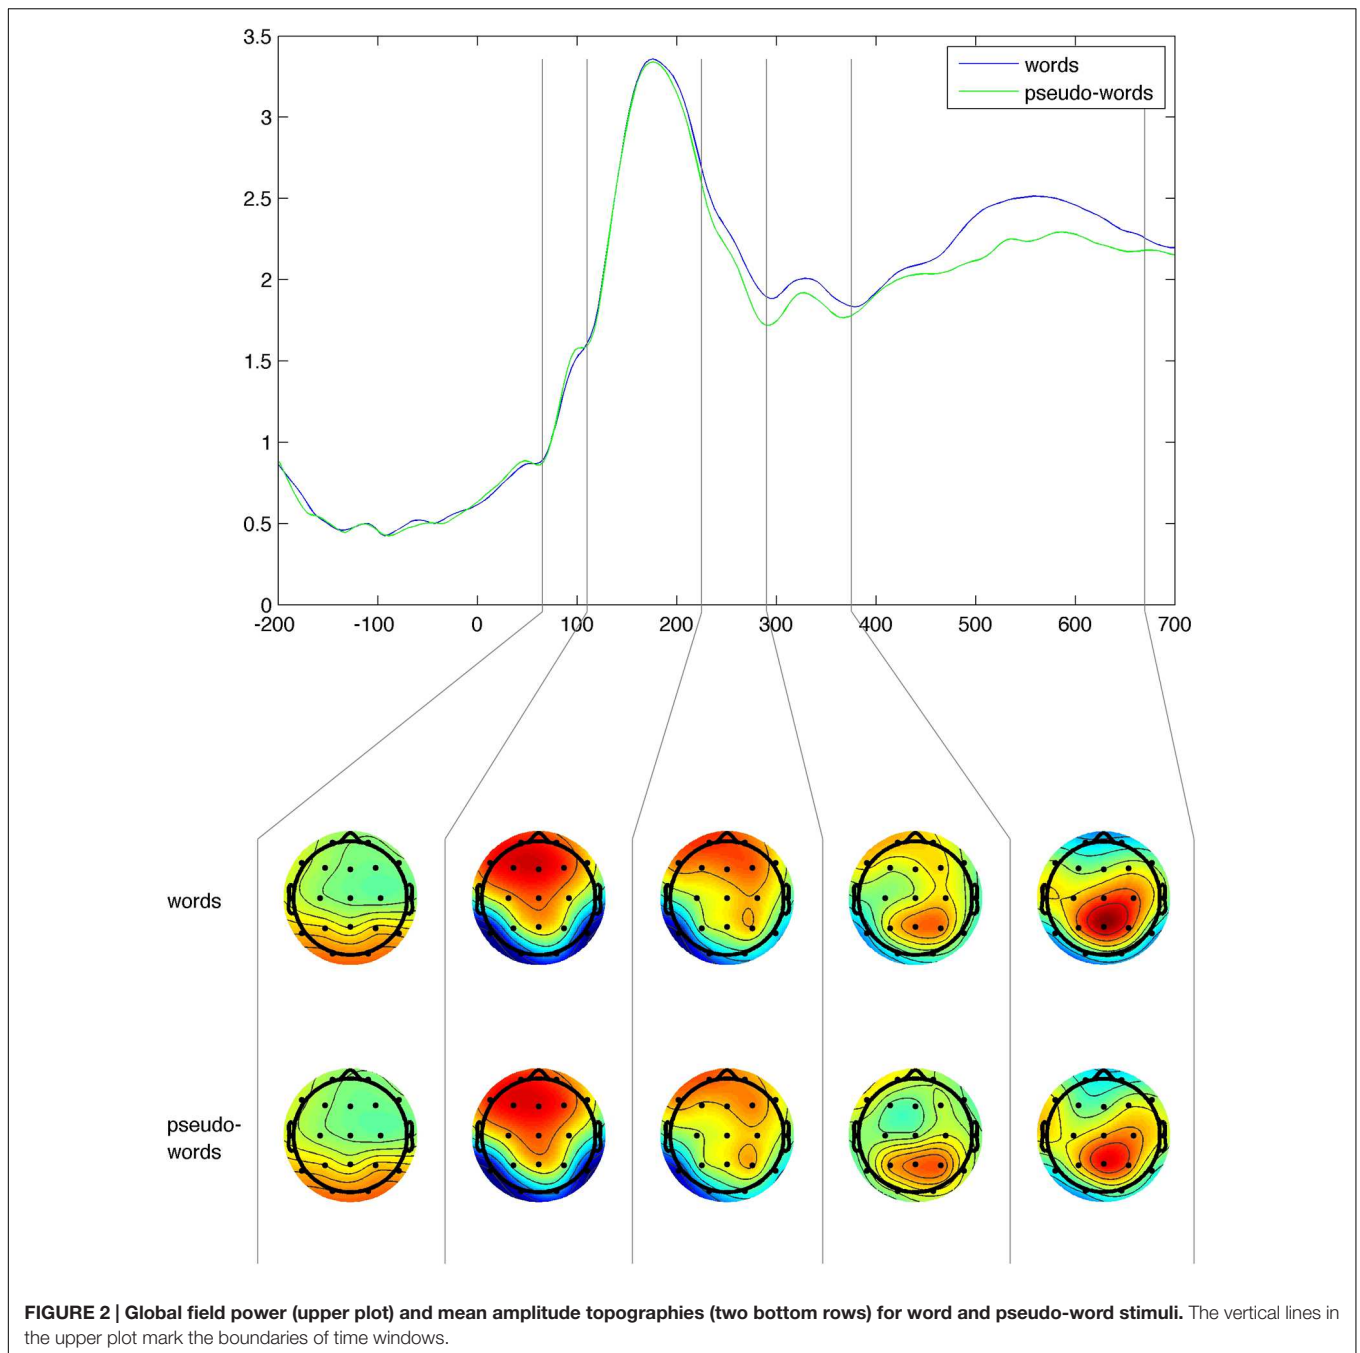 3.5
3
2.5
2
1.5
1
0.5
0
words
pseudo-words
-200 -100 0 100 200 300 400 500 600 700
words
pseudo-
words
FIGURE 2 | Global field power (upper plot) and mean amplitude topographies (two bottom rows) for word and pseudo-word stimuli. The vertical lines in
the upper plot mark the boundaries of time windows.